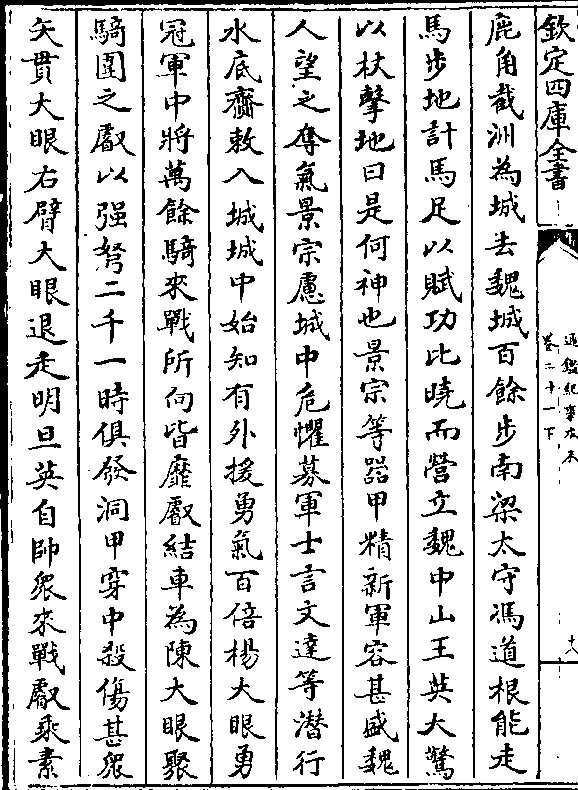 欽定四庫全書
通鑑紀事本末
卷二十一下
十八
鹿角截洲為城去魏城百餘步南梁太守馮道根能走
馬步地計馬足以賦功比曉而營立魏中山王英大驚
以杖擊地曰是何神也景宗等器甲精新軍容甚盛魏
人望之奪氣景宗慮城中危懼募軍士言文達等潛行
水底齎敕入城城中始知有外援勇氣百倍楊大眼勇
冠軍中將萬餘騎來戰所向皆靡叡結車為陳大眼聚
騎圍之叡以强弩二千一時俱發洞甲穿中殺傷甚衆
矢貫大眼右臂大眼退走明旦英自帥衆來戰叡乘素